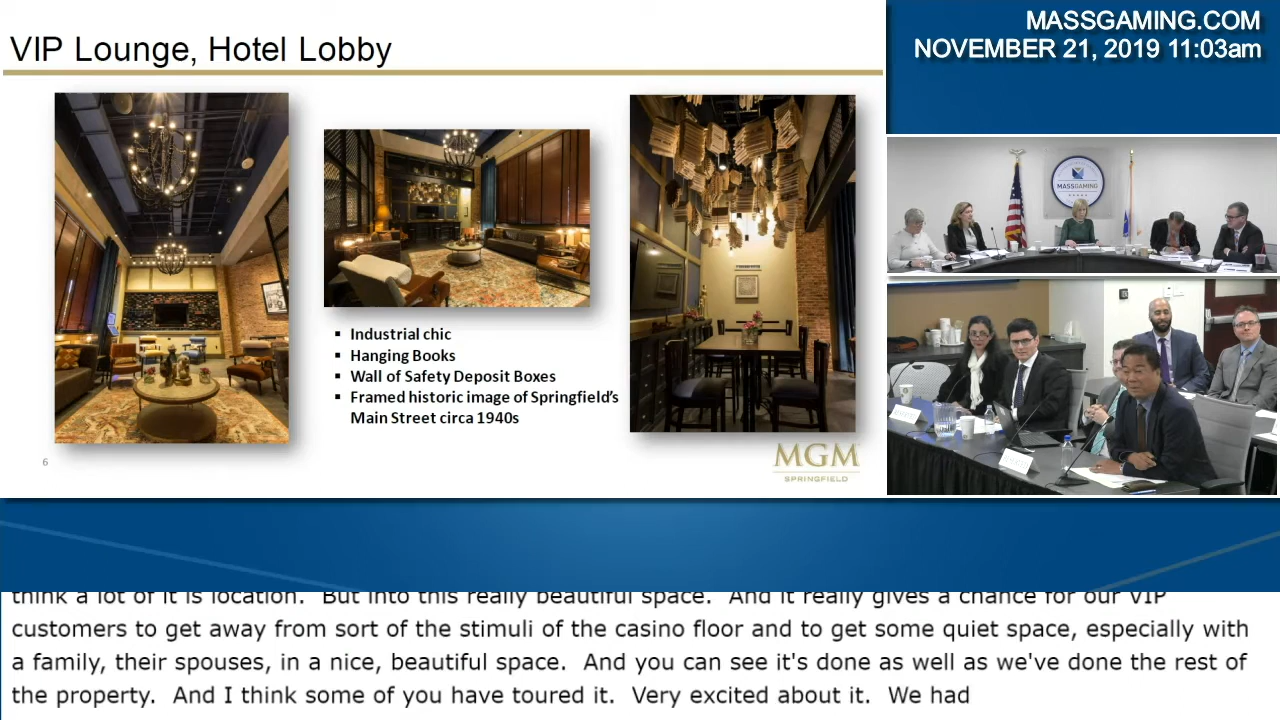 VIP Lounge, Hotel Lobby
MASSGAMING.COM
NOVEMBER 21, 2019 11:03am
MASSGAMING
▪ Industrial chic
▪ Hanging Books
▪ Wall of Safety Deposit Boxes
▪ Framed historic image of Springfield's
Main Street circa 1940s
6
MGM
SPRINGFIELD
think a lot of it is location. But into this really beautiful space. And it really gives a chance for our VIP
customers to get away from sort of the stimuli of the casino floor and to get some quiet space, especially with
a family, their spouses, in a nice, beautiful space. And you can see it's done as well as we've done the rest of
the property. And I think some of you have toured it. Very excited about it. We had